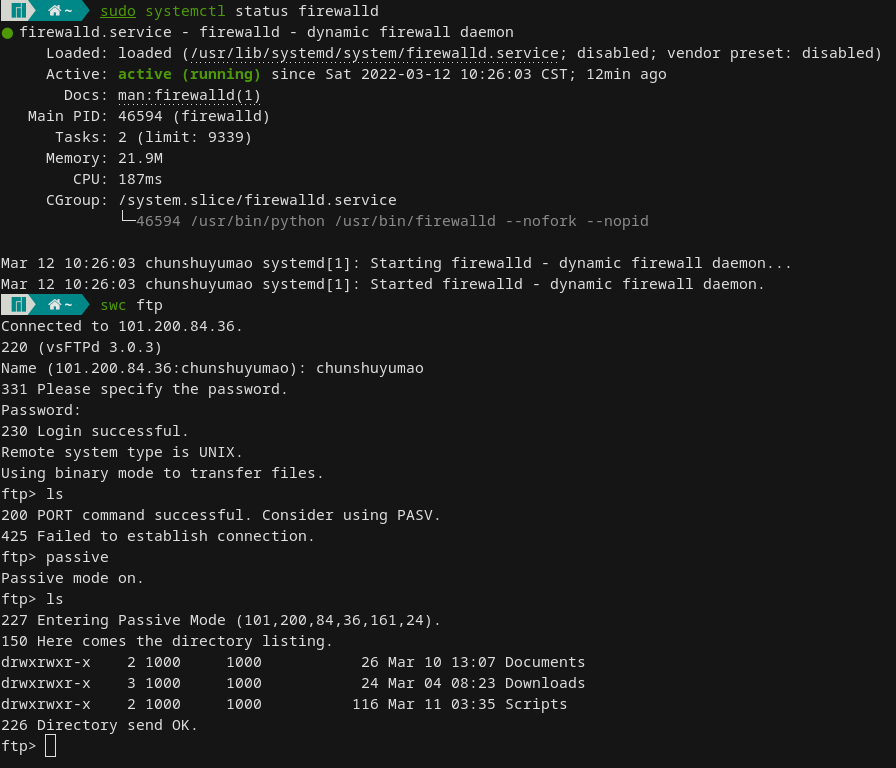 ~ sudo systemctl status firewalld
● firewalld.service - firewalld - dynamic firewall daemon
     Loaded: loaded (/usr/lib/systemd/system/firewalld.service; disabled; vendor preset: disabled)
     Active: active (running) since Sat 2022-03-12 10:26:03 CST; 12min ago
       Docs: man:firewalld(1)
   Main PID: 46594 (firewalld)
      Tasks: 2 (limit: 9339)
     Memory: 21.9M
        CPU: 187ms
     CGroup: /system.slice/firewalld.service
             └─46594 /usr/bin/python /usr/bin/firewalld --nofork --nopid

Mar 12 10:26:03 chunshuyumao systemd[1]: Starting firewalld - dynamic firewall daemon...
Mar 12 10:26:03 chunshuyumao systemd[1]: Started firewalld - dynamic firewall daemon.
~ swc ftp
Connected to 101.200.84.36.
220 (vsFTPd 3.0.3)
Name (101.200.84.36:chunshuyumao): chunshuyumao
331 Please specify the password.
Password:
230 Login successful.
Remote system type is UNIX.
Using binary mode to transfer files.
ftp> ls
200 PORT command successful. Consider using PASV.
425 Failed to establish connection.
ftp> passive
Passive mode on.
ftp> ls
227 Entering Passive Mode (101,200,84,36,161,24).
150 Here comes the directory listing.
drwxrwxr-x    2 1000     1000           26 Mar 10 13:07 Documents
drwxrwxr-x    3 1000     1000           24 Mar 04 08:23 Downloads
drwxrwxr-x    2 1000     1000          116 Mar 11 03:35 Scripts
226 Directory send OK.
ftp>